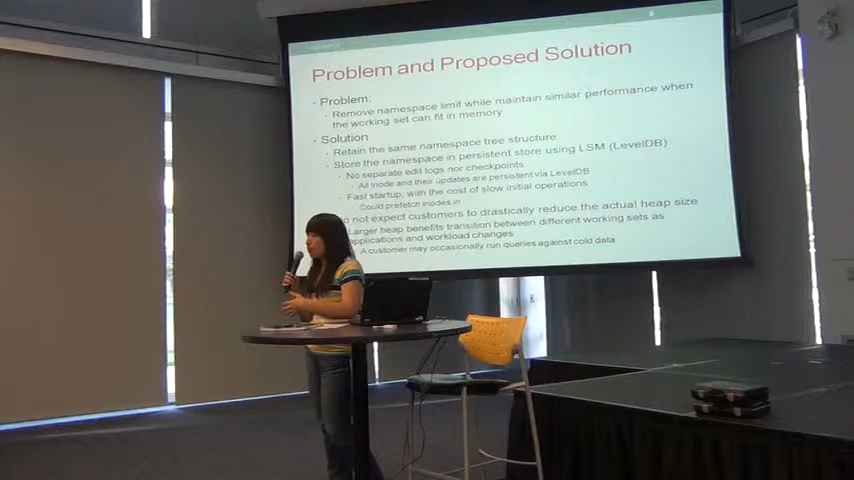 Problem and Proposed Solution
- Problem:
- Remove namespace limit while maintain similar performance when
the working set can fit in memory
- Solution
- Retain the same namespace tree structure
- Store the namespace in persistent store using LSM (LevelDB)
- No separate edit logs nor checkpoints
- All Inode and their updates are persistent via LevelDB
- Fast startup, with the cost of slow initial operations
- Could prefetch inodes in
not expect customers to drastically reduce the actual heap size
Larger heap benefits transition between different working sets as
applications and workload changes
A customer may occasionally run queries against cold data